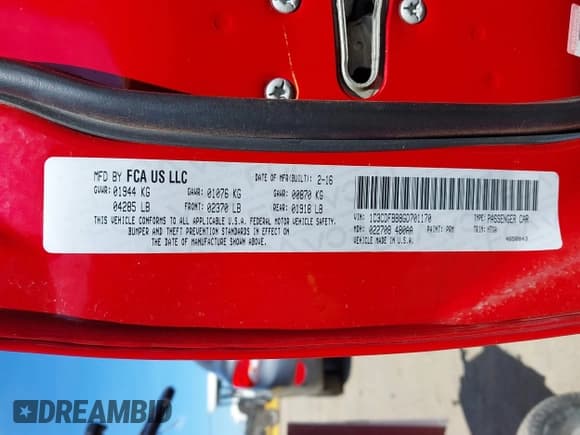 MFD BY FCA US LLC DATE OF MFR(BUILT): 2-16
GVWR: 01944 KG GAWR: 01076 KG GAWR: 00870 KG
04285 LB FRONT: 02370 LB REAR: 01918 LB
THIS VEHICLE CONFORMS TO ALL APPLICABLE U.S.A. FEDERAL MOTOR VEHICLE SAFETY,
BUMPER AND THEFT PREVENTION STANDARDS IN EFFECT ON
THE DATE OF MANUFACTURE SHOWN ABOVE.
VIN: 1C3CDFBB8GD701170 TYPE: PASSENGER CAR
MDH: 022708 480AA PAINT: PRM TRIM:
VEHICLE MADE IN U.S.A.
DREAMBID